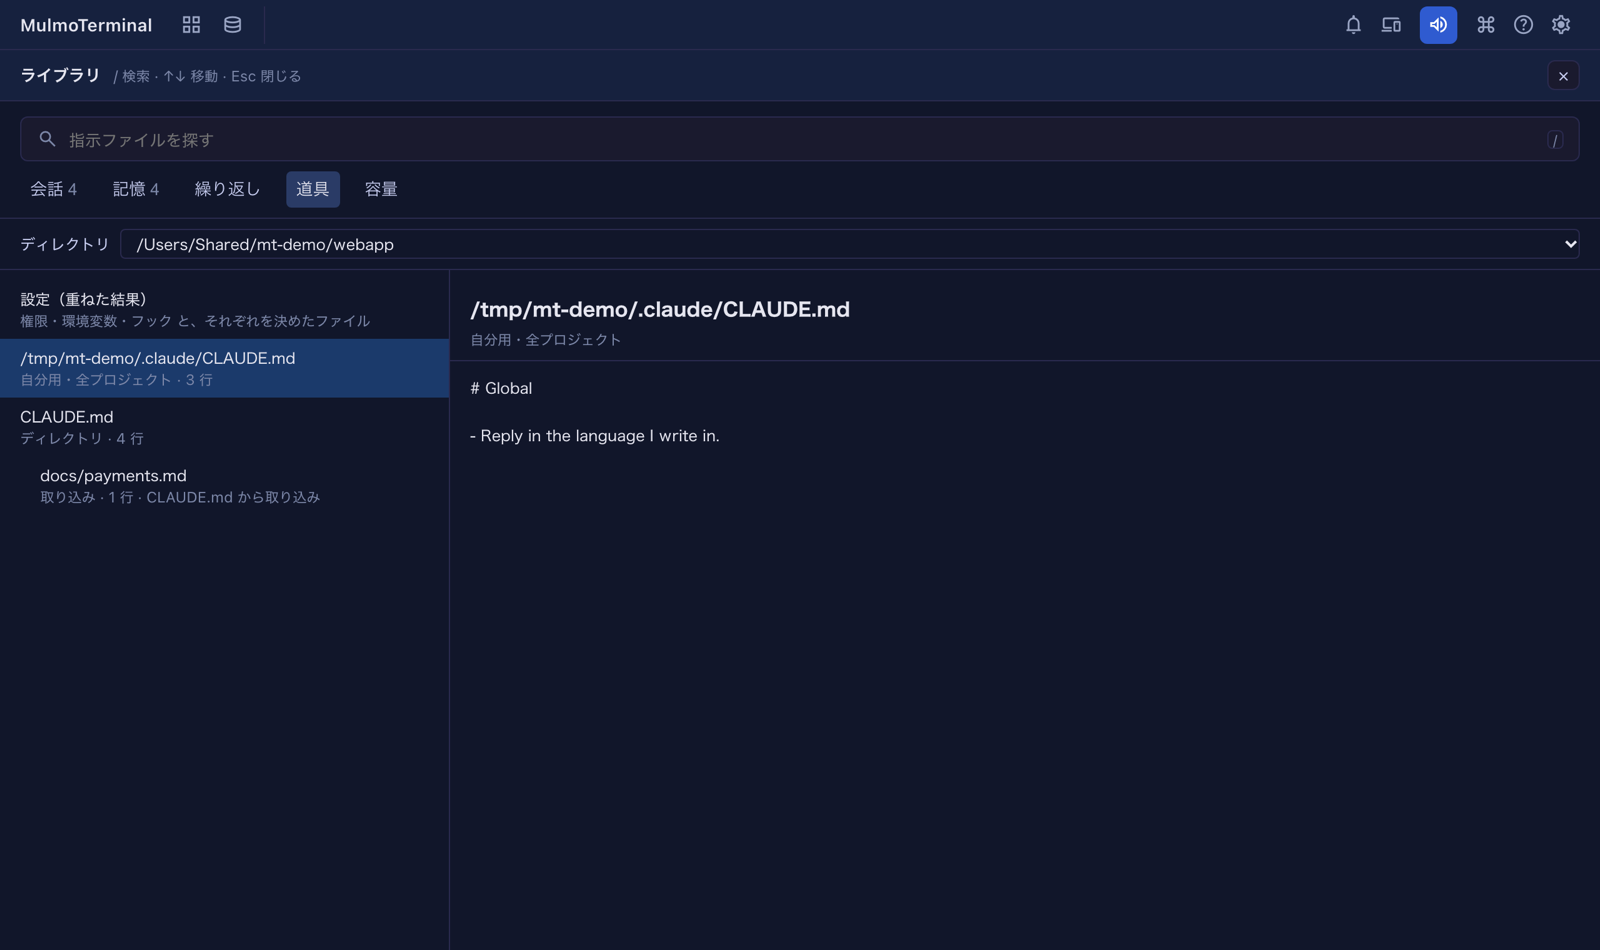 MulmoTerminal
ライブラリ / 検索 · ↑↓ 移動 · Esc 閉じる
指示ファイルを探す /
会話 4 記憶 4 繰り返し 道具 容量
ディレクトリ /Users/Shared/mt-demo/webapp
設定（重ねた結果）
権限・環境変数・フック と、それぞれを決めたファイル
/tmp/mt-demo/.claude/CLAUDE.md
自分用・全プロジェクト · 3 行
CLAUDE.md
ディレクトリ · 4 行
docs/payments.md
取り込み · 1 行 · CLAUDE.md から取り込み
/tmp/mt-demo/.claude/CLAUDE.md
自分用・全プロジェクト
# Global
- Reply in the language I write in.